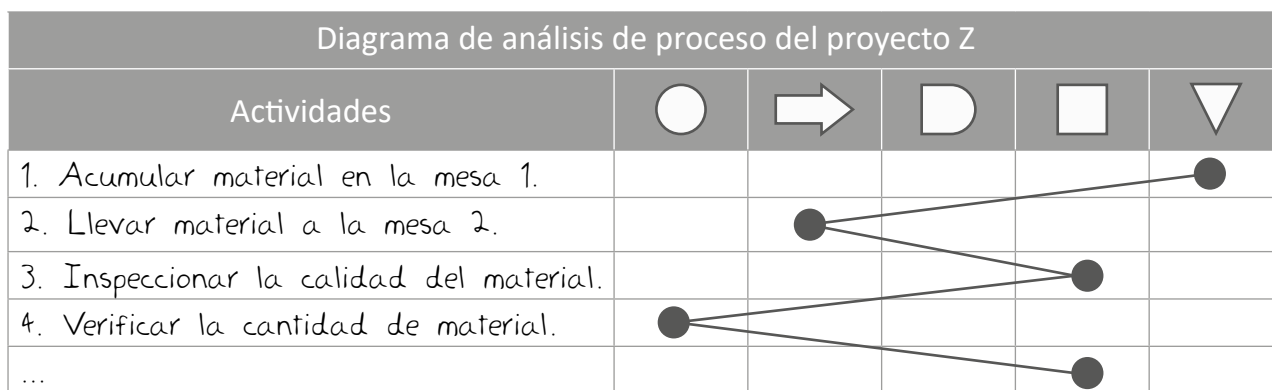 Diagrama de análisis de proceso del proyecto Z
Actividades
1. Acumular material en la mesa 1.
2. Llevar material a la mesa 2.
3. Inspeccionar la calidad del material.
4. Verificar la cantidad de material.
...